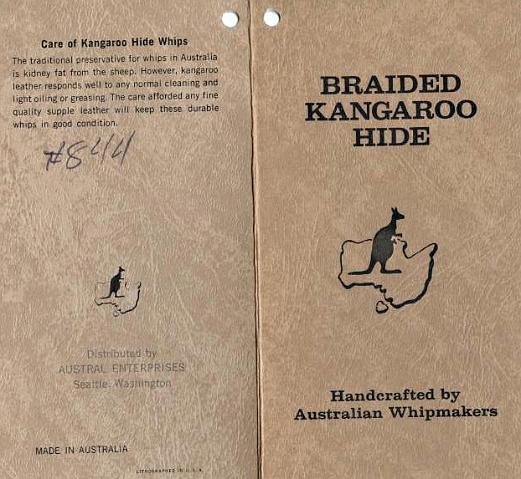 Care of Kangaroo Hide Whips
The traditional preservative for whips in Australia
is kidney fat from the sheep. However, kangaroo
leather responds well to any normal cleaning and
light oiling or greasing. The care afforded any fine
quality supple leather will keep these durable
whips in good condition.
#844
Distributed by
AUSTRAL ENTERPRISES
Seattle, Washington
MADE IN AUSTRALIA
LITHOGRAPHED IN U.S.A.
BRAIDED
KANGAROO
HIDE
Handcrafted by
Australian Whipmakers